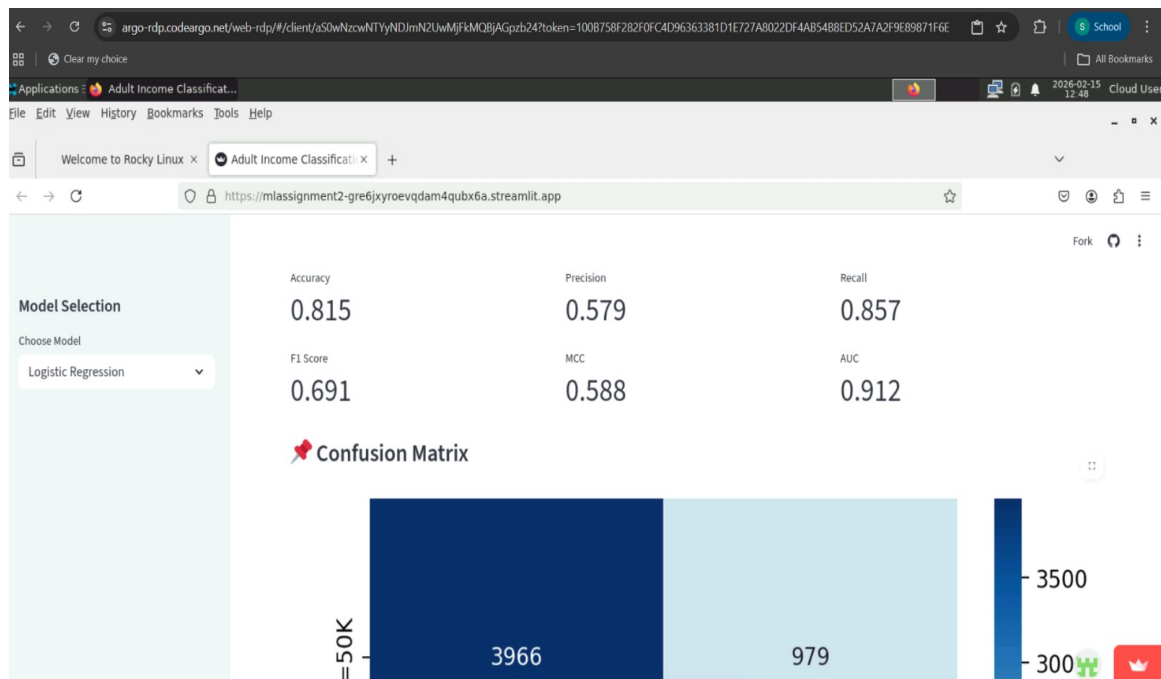 argo-rdp.codeargo.net/web-rdp/#/client/aS0wNzcwNTYyNDJmN2UwMjFkMQBjAGpzb24?token=100B758F282F0FC4D96363381D1E727A8022DF4AB54B8ED52A7A2F9E89871F6E
S School
Clear my choice
All Bookmarks
Applications
Adult Income Classificat...
2026-02-15
12:48
Cloud User
File Edit View History Bookmarks Tools Help
Welcome to Rocky Linux
Adult Income Classificatic
https://mlassignment2-gre6jxyroevqdam4qubx6a.streamlit.app
Fork
Model Selection
Choose Model
Logistic Regression
Accuracy Precision Recall
0.815 0.579 0.857
F1 Score MCC AUC
0.691 0.588 0.912
Confusion Matrix
=50K
3966 979
3500
300